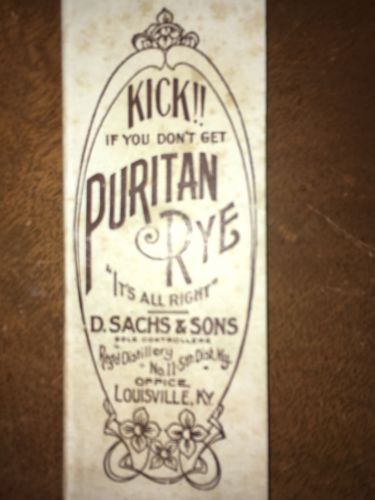 KICK!!
IF YOU DON'T GET
PURITAN
RYE
"IT'S ALL RIGHT"
D. SACHS & SONS
SOLE CONTROLLERS
Reg'd Distillery No. 11 - 5th Dist. Ky.
OFFICE,
LOUISVILLE, KY.